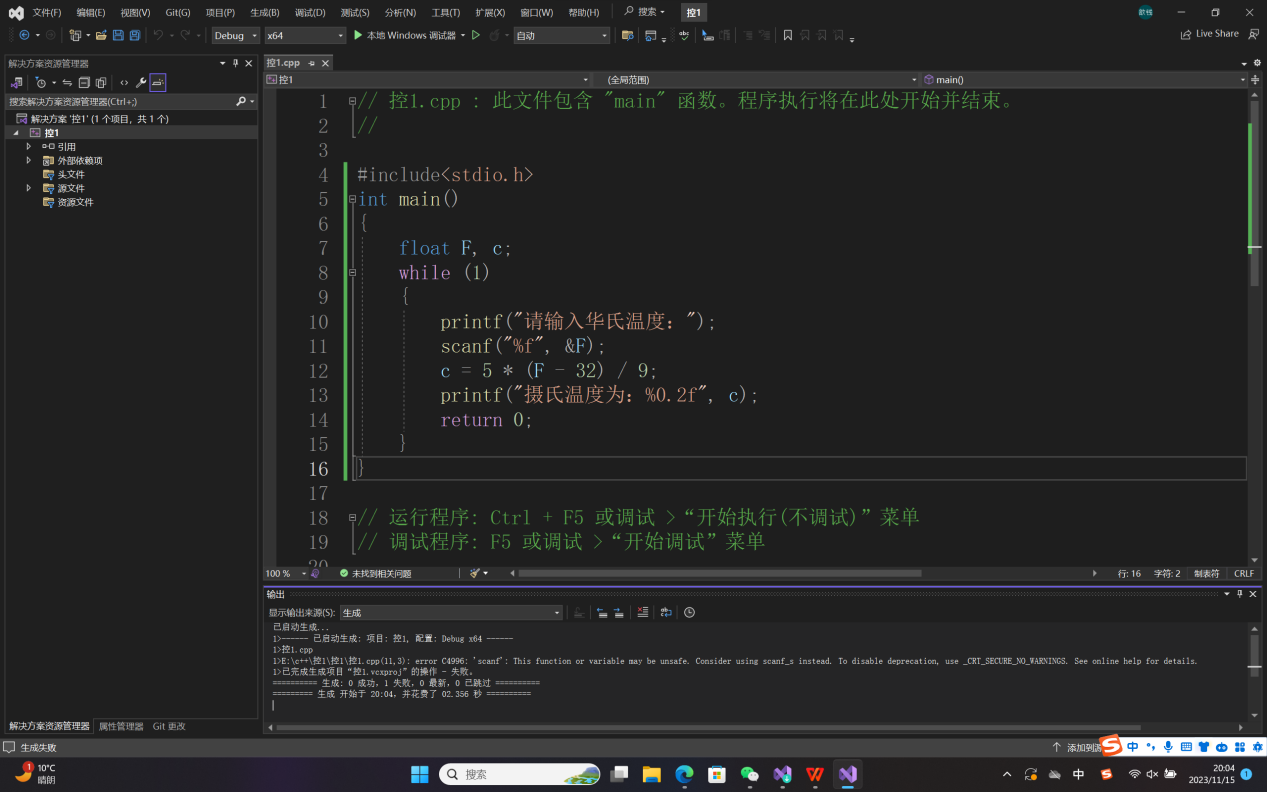 文件(F) 编辑(E) 视图(V) Git(G) 项目(P) 生成(B) 调试(D) 测试(S) 分析(N) 工具(T) 扩展(X) 窗口(W) 帮助(H) 搜索 控1
Debug x64 本地 Windows 调试器 自动 Live Share
解决方案资源管理器
搜索解决方案资源管理器(Ctrl+;)
解决方案 '控1' (1 个项目，共 1 个)
控1
引用
外部依赖项
头文件
源文件
资源文件
解决方案资源管理器 属性管理器 Git 更改
控1.cpp
控1 (全局范围) main()
1 // 控1.cpp : 此文件包含 "main" 函数。程序执行将在此处开始并结束。
2 //
3
4 #include<stdio.h>
5 int main()
6 {
7 float F, c;
8 while (1)
9 {
10 printf("请输入华氏温度：");
11 scanf("%f", &F);
12 c = 5 * (F - 32) / 9;
13 printf("摄氏温度为：%0.2f", c);
14 return 0;
15 }
16 }
17
18 // 运行程序: Ctrl + F5 或调试 >“开始执行(不调试)”菜单
19 // 调试程序: F5 或调试 >“开始调试”菜单
20
100 % 未找到相关问题 行: 16 字符: 2 制表符 CRLF
输出
显示输出来源(S): 生成
已启动生成...
1>------ 已启动生成: 项目: 控1, 配置: Debug x64 ------
1>控1.cpp
1>E:\c++\控1\控1\控1.cpp(11,3): error C4996: 'scanf': This function or variable may be unsafe. Consider using scanf_s instead. To disable deprecation, use _CRT_SECURE_NO_WARNINGS. See online help for details.
1>已完成生成项目“控1.vcxproj”的操作 - 失败。
========== 生成: 0 成功，1 失败，0 最新，0 已跳过 ==========
========= 生成 开始于 20:04，并花费了 02.356 秒 ==========
生成失败 添加到源 中
1 10°C
晴朗
搜索
中 20:04
2023/11/15 1